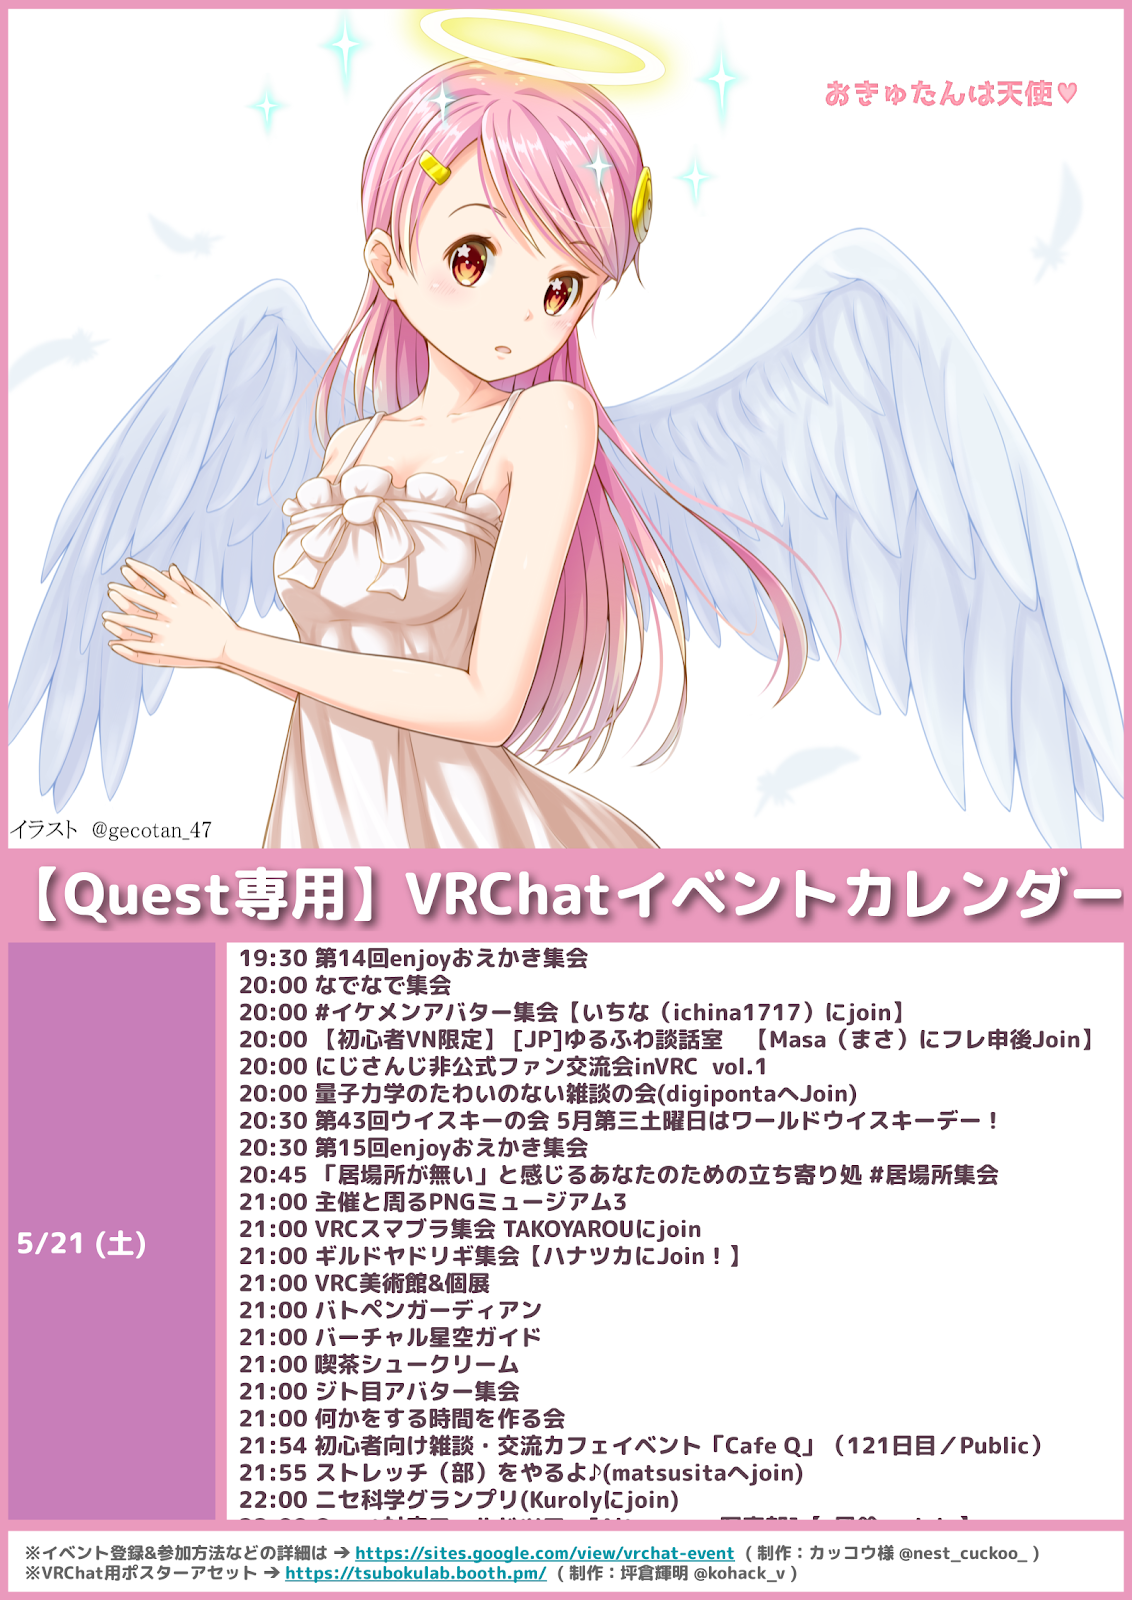 おきゅたんは天使♥
イラスト @gecotan_47
【Quest専用】VRChatイベントカレンダー
5/21 (土)
19:30 第14回enjoyおえかき集会
20:00 なでなで集会
20:00 #イケメンアバター集会【いちな（ichina1717）にjoin】
20:00 【初心者VN限定】 [JP]ゆるふわ談話室　【Masa（まさ）にフレ申後Join】
20:00 にじさんじ非公式ファン交流会inVRC vol.1
20:00 量子力学のたわいのない雑談の会(digipontaへJoin)
20:30 第43回ウイスキーの会 5月第三土曜日はワールドウイスキーデー！
20:30 第15回enjoyおえかき集会
20:45 「居場所が無い」と感じるあなたのための立ち寄り処 #居場所集会
21:00 主催と周るPNGミュージアム3
21:00 VRCスマブラ集会 TAKOYAROUにjoin
21:00 ギルドヤドリギ集会【ハナツカにJoin！】
21:00 VRC美術館&個展
21:00 バトペンガーディアン
21:00 バーチャル星空ガイド
21:00 喫茶シュークリーム
21:00 ジト目アバター集会
21:00 何かをする時間を作る会
21:54 初心者向け雑談・交流カフェイベント「Cafe Q」（121日目／Public）
21:55 ストレッチ（部）をやるよ♪(matsusitaへjoin)
22:00 ニセ科学グランプリ(Kurolyにjoin)
※イベント登録&参加方法などの詳細は → https://sites.google.com/view/vrchat-event ( 制作：カッコウ様 @nest_cuckoo_ )
※VRChat用ポスターアセット → https://tsubokulab.booth.pm/ ( 制作：坪倉輝明 @kohack_v )